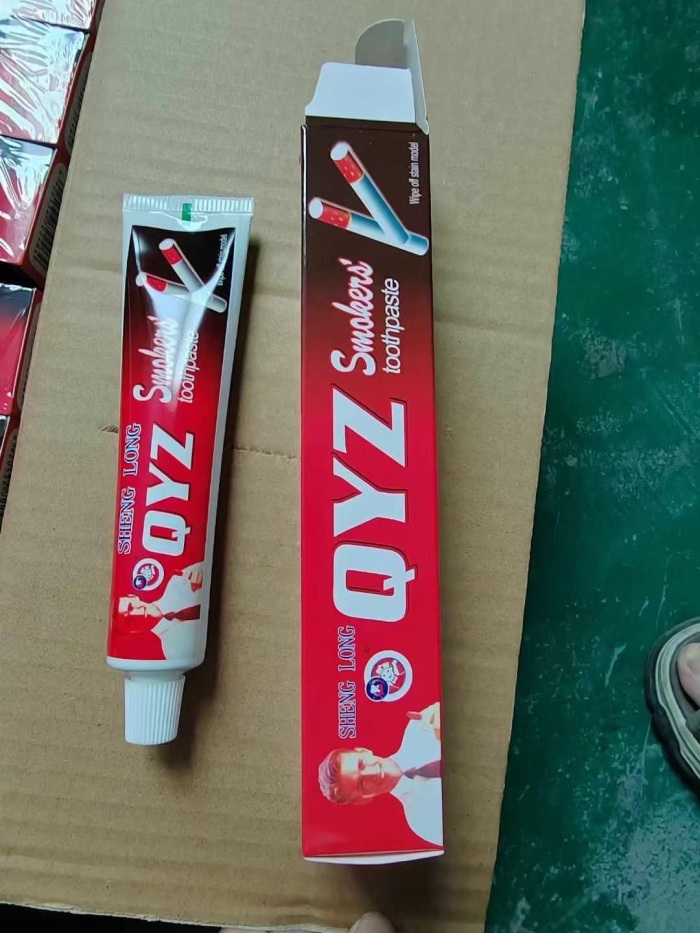 SHENG LONG
QYZ
Smokers'
toothpaste
SHENG LONG
QYZ
Smokers'
toothpaste
Wipe off stain model